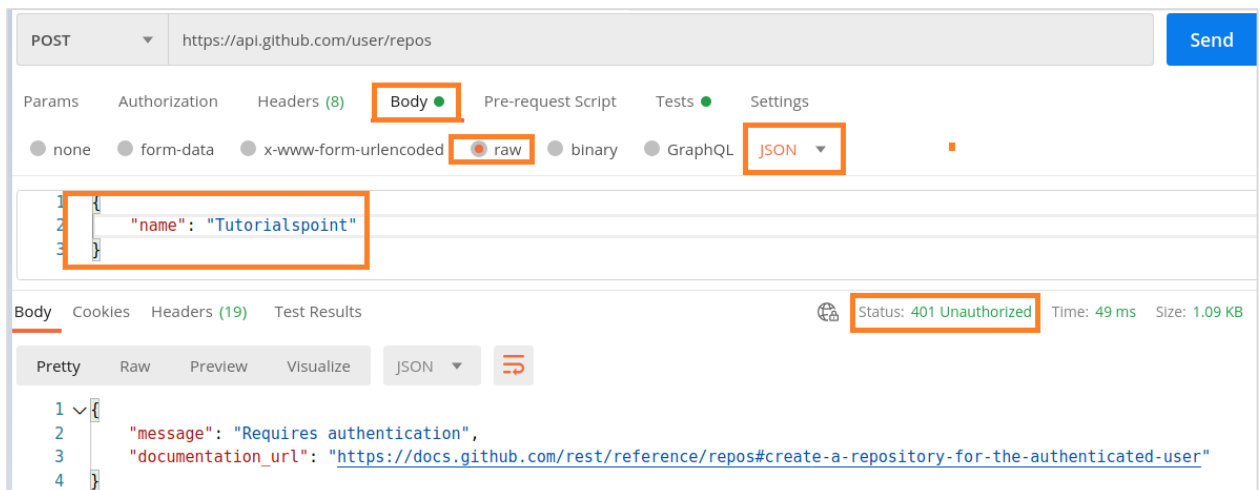 POST https://api.github.com/user/repos Send
Params Authorization Headers (8) Body Pre-request Script Tests Settings
none form-data x-www-form-urlencoded raw binary GraphQL JSON
1 {
2 "name": "Tutorialspoint"
3 }
Body Cookies Headers (19) Test Results Status: 401 Unauthorized Time: 49 ms Size: 1.09 KB
Pretty Raw Preview Visualize JSON
1 {
2 "message": "Requires authentication",
3 "documentation_url": "https://docs.github.com/rest/reference/repos#create-a-repository-for-the-authenticated-user"
4 }